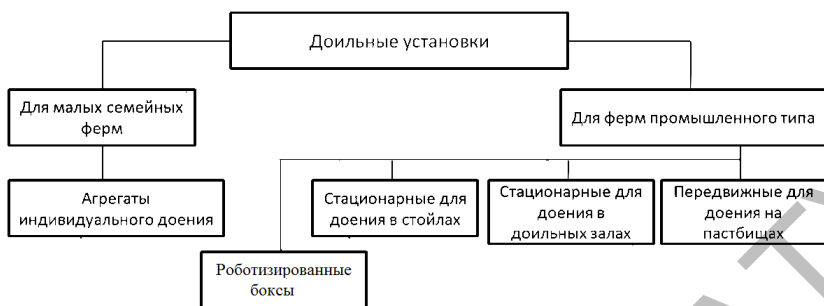 Доильные установки
Для малых семейных
ферм
Для ферм промышленного типа
Агрегаты
индивидуального доения
Стационарные для
доения в стойлах
Стационарные для
доения в
доильных залах
Передвижные для
доения на
пастбищах
Роботизированные
боксы